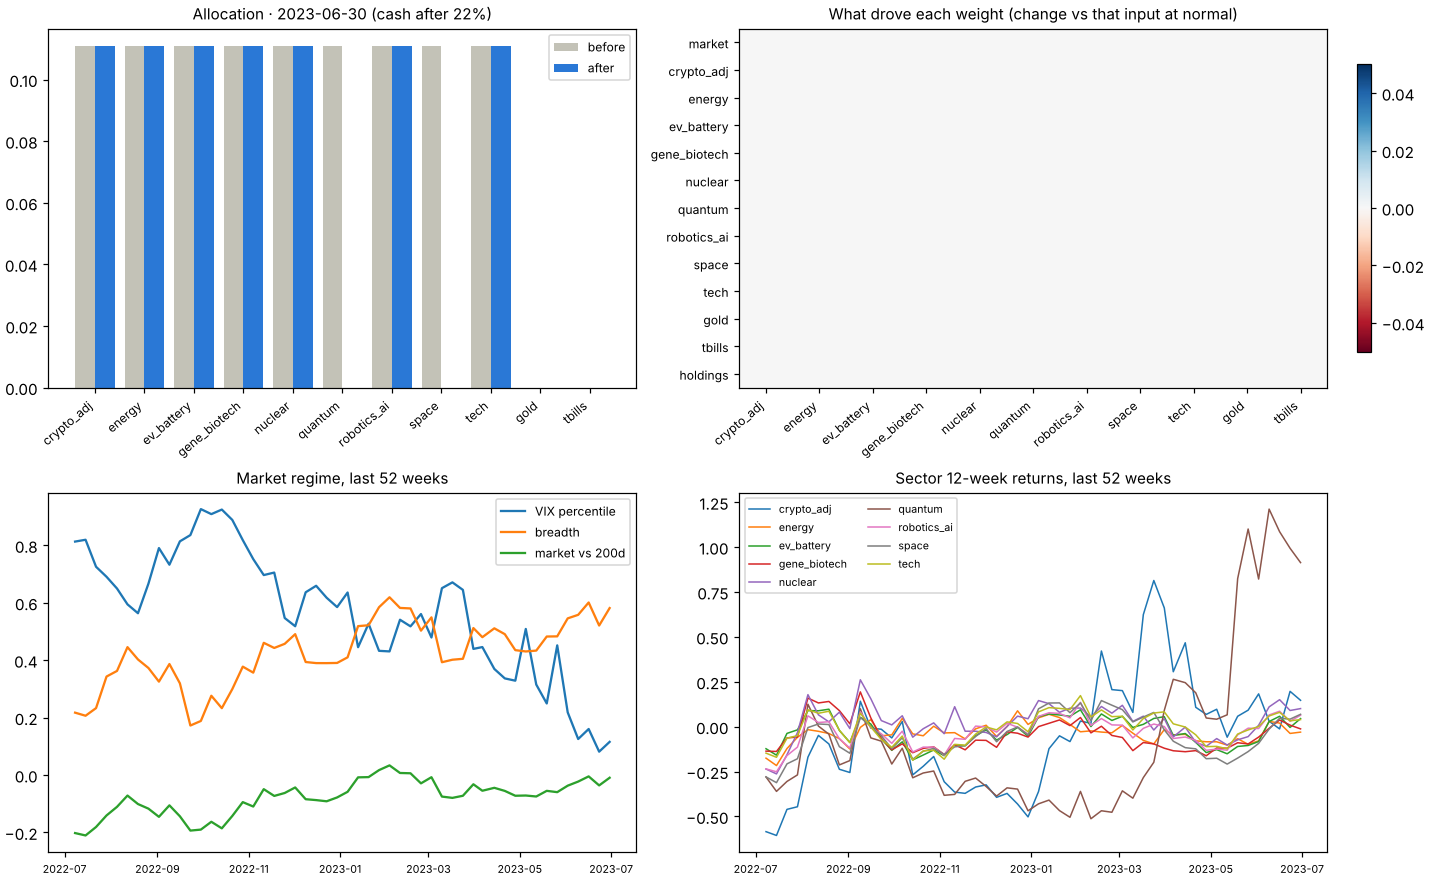 Allocation · 2023-06-30 (cash after 22%)
before
after
0.10
0.08
0.06
0.04
0.02
0.00
crypto_adj
energy
ev_battery
gene_biotech
nuclear
quantum
robotics_ai
space
tech
gold
tbills
What drove each weight (change vs that input at normal)
market
crypto_adj
energy
ev_battery
gene_biotech
nuclear
quantum
robotics_ai
space
tech
gold
tbills
holdings
crypto_adj
energy
ev_battery
gene_biotech
nuclear
quantum
robotics_ai
space
tech
gold
tbills
0.04
0.02
0.00
−0.02
−0.04
Market regime, last 52 weeks
VIX percentile
breadth
market vs 200d
0.8
0.6
0.4
0.2
0.0
−0.2
2022-07
2022-09
2022-11
2023-01
2023-03
2023-05
2023-07
Sector 12-week returns, last 52 weeks
crypto_adj
energy
ev_battery
gene_biotech
nuclear
quantum
robotics_ai
space
tech
1.25
1.00
0.75
0.50
0.25
0.00
−0.25
−0.50
2022-07
2022-09
2022-11
2023-01
2023-03
2023-05
2023-07